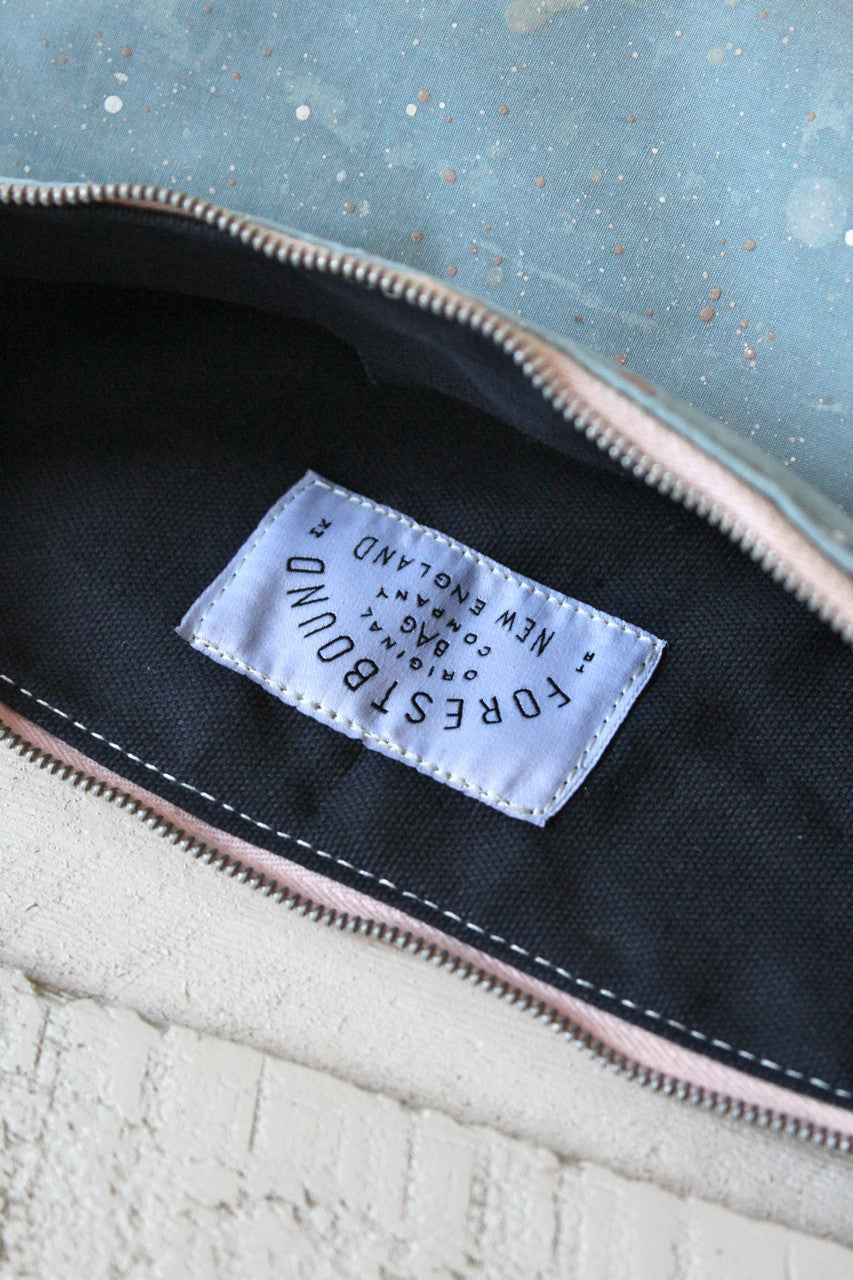 FORESTBOUND
ORIGINAL
BAG
COMPANY
NEW ENGLAND